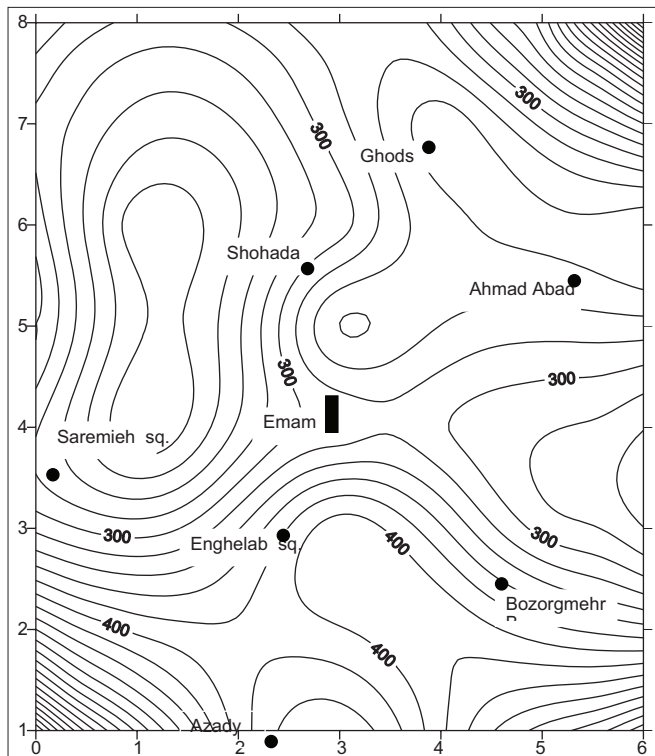 8
7
300
300
Ghods
6
Shohada
Ahmad Abad
5
300
300
4
Emam
Saremieh sq.
3
300
300
Enghelab sq.
400
Bozorgmehr
2
400
400
1
Azady
0 1 2 3 4 5 6